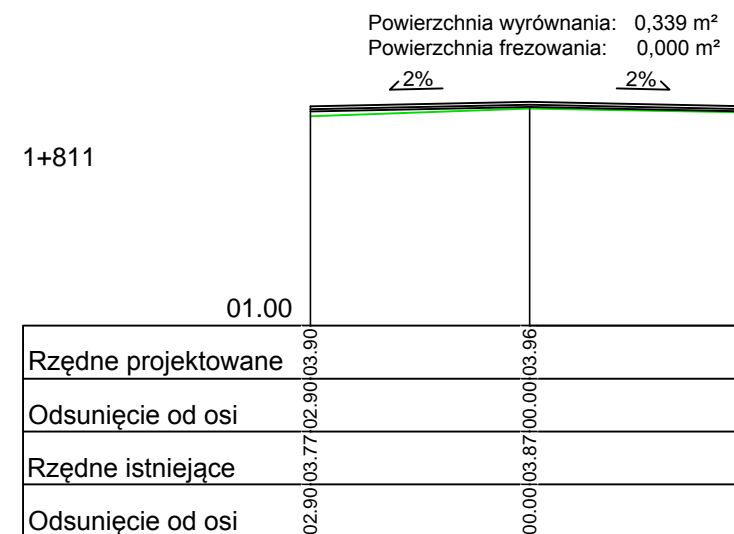 Powierzchnia wyrównania: 0,339 m²
Powierzchnia frezowania: 0,000 m²
2% 2%
1+811
01.00
Rzędne projektowane 03.90 03.96
Odsunięcie od osi 02.90 00.00
Rzędne istniejące 03.77 03.87
Odsunięcie od osi 02.90 00.00